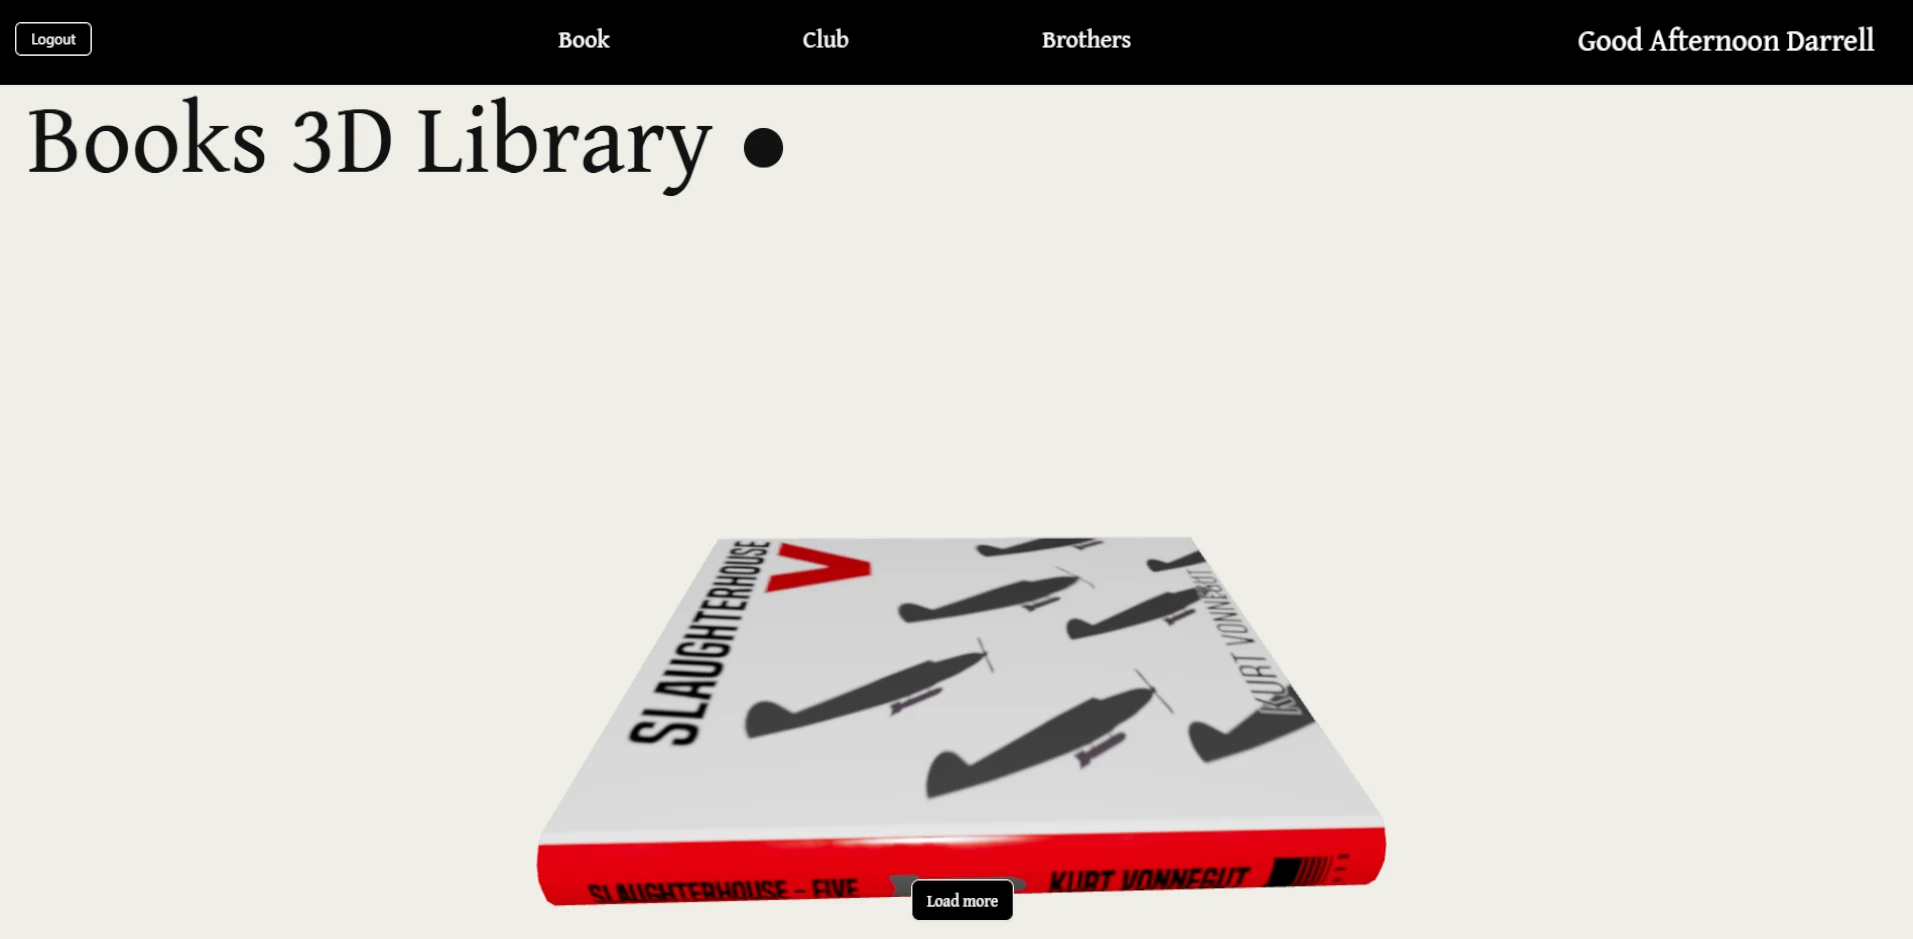 Logout
Book
Club
Brothers
Good Afternoon Darrell
Books 3D Library ●
SLAUGHTERHOUSE
V
KURT VONNEGUT
SLAUGHTERHOUSE - FIVE
KURT VONNEGUT
Load more